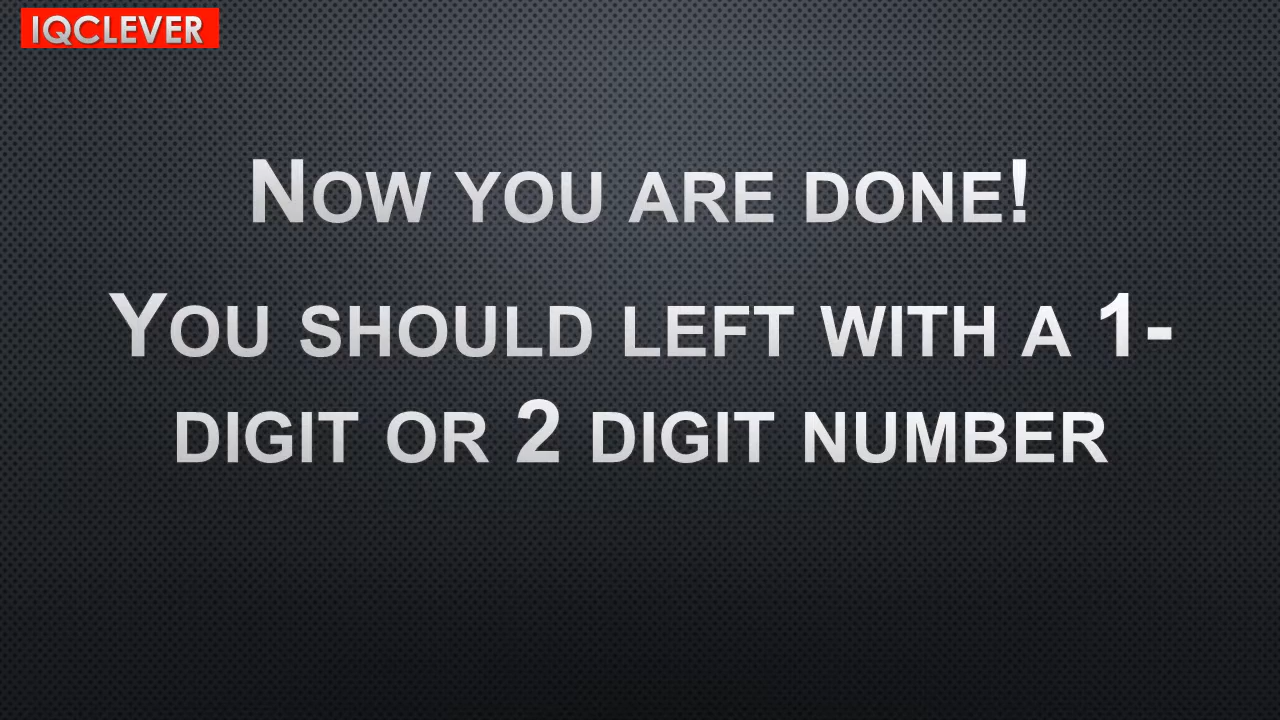 IQCLEVER
Now you are done!
You should left with a 1-
digit or 2 digit number